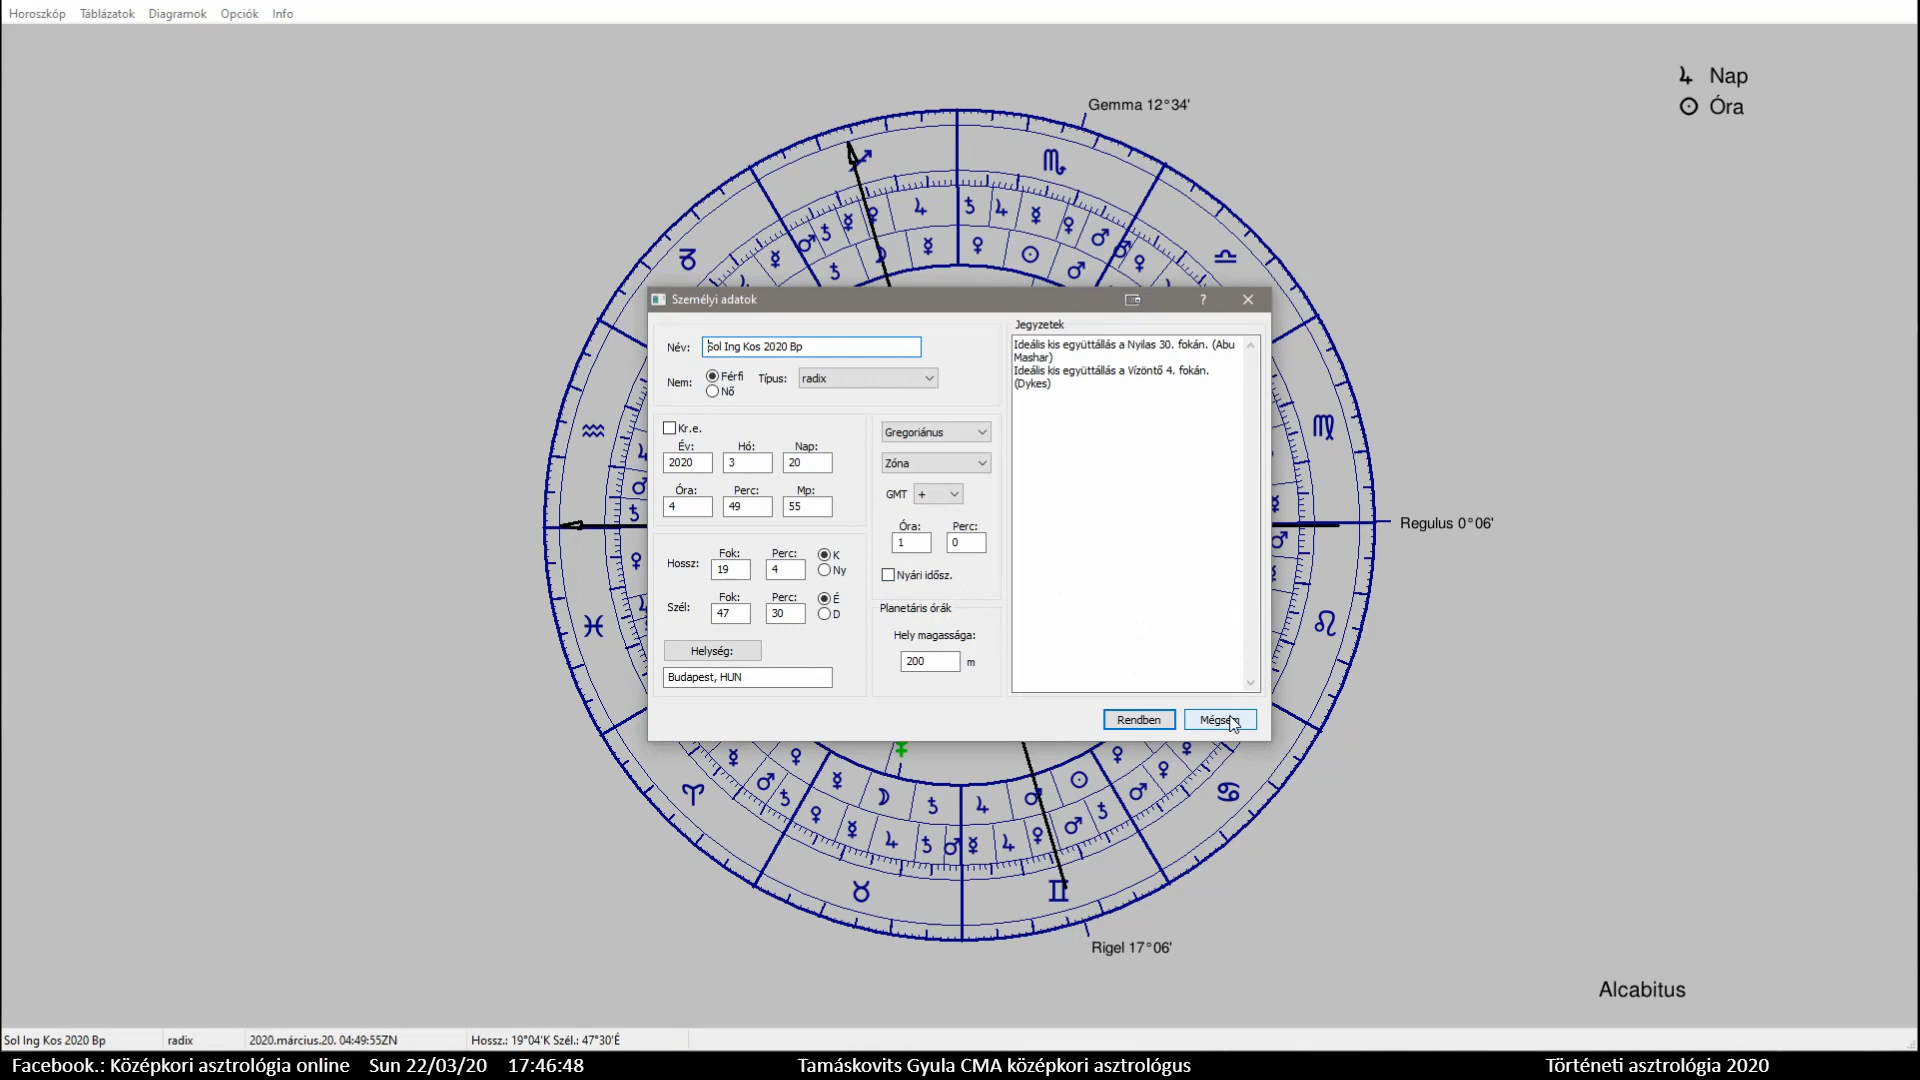 Horoszkóp Táblázatok Diagramok Opciók Info
Nap
Óra
Gemma 12°34'
Személyi adatok
?
Név: Sol Ing Kos 2020 Bp
Nem: Férfi
Nő
Típus: radix
Kr.e.
Év: Hó: Nap:
2020 3 20
Óra: Perc: Mp:
4 49 55
Hossz: Fok: Perc:
19 4
K
Ny
Szél: Fok: Perc:
47 30
É
D
Helység:
Budapest, HUN
Gregoriánus
Zóna
GMT +
Óra: Perc:
1 0
Nyári idősz.
Planetáris órák
Hely magassága:
200 m
Jegyzetek
Ideális kis együttállás a Nyilas 30. fokán. (Abu
Mashar)
Ideális kis együttállás a Vízöntő 4. fokán.
(Dykes)
Rendben Mégsem
Regulus 0°06'
Rigel 17°06'
Alcabitus
Sol Ing Kos 2020 Bp radix 2020.március.20. 04:49:55ZN Hossz.: 19°04'K Szél.: 47°30'É
Facebook.: Középkori asztrológia online Sun 22/03/20 17:46:48 Tamáskovits Gyula CMA középkori asztrológus Történeti asztrológia 2020